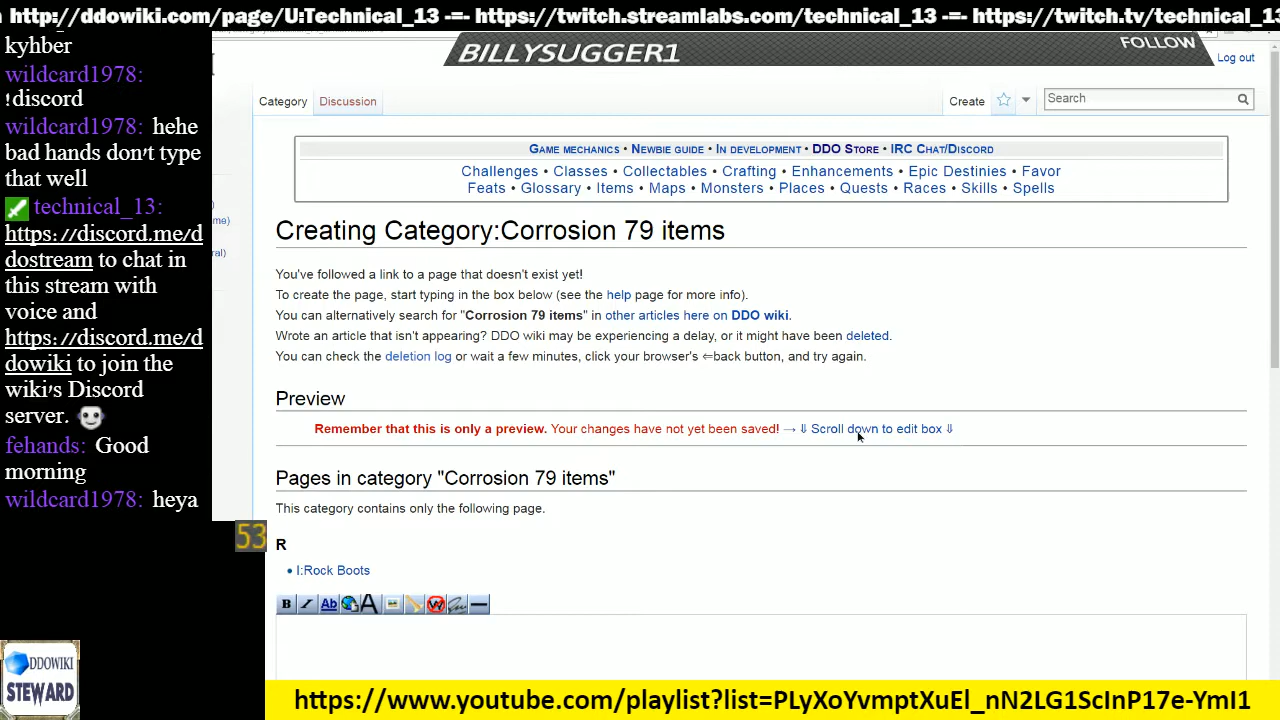 http://ddowiki.com/page/U:Technical_13 -=- https://twitch.streamlabs.com/technical_13 -=- https://twitch.tv/technical_13
kyhber
wildcard1978:
!discord
wildcard1978: hehe
bad hands don't type
that well
technical_13:
https://discord.me/d
dostream to chat in
this stream with
voice and
https://discord.me/d
dowiki to join the
wiki's Discord
server.
fehands: Good
morning
wildcard1978: heya
DDOWIKI
STEWARD
53
BILLYSUGGER1
FOLLOW
Log out
Category Discussion
Create
Search
me)
ral)
Game mechanics • Newbie guide • In development • DDO Store • IRC Chat/Discord
Challenges • Classes • Collectables • Crafting • Enhancements • Epic Destinies • Favor
Feats • Glossary • Items • Maps • Monsters • Places • Quests • Races • Skills • Spells
Creating Category:Corrosion 79 items
You've followed a link to a page that doesn't exist yet!
To create the page, start typing in the box below (see the help page for more info).
You can alternatively search for "Corrosion 79 items" in other articles here on DDO wiki.
Wrote an article that isn't appearing? DDO wiki may be experiencing a delay, or it might have been deleted.
You can check the deletion log or wait a few minutes, click your browser's ⇐back button, and try again.
Preview
Remember that this is only a preview. Your changes have not yet been saved! → ⇓ Scroll down to edit box ⇓
Pages in category "Corrosion 79 items"
This category contains only the following page.
R
• I:Rock Boots
B I Ab A W
https://www.youtube.com/playlist?list=PLyXoYvmptXuEl_nN2LG1ScInP17e-YmI1